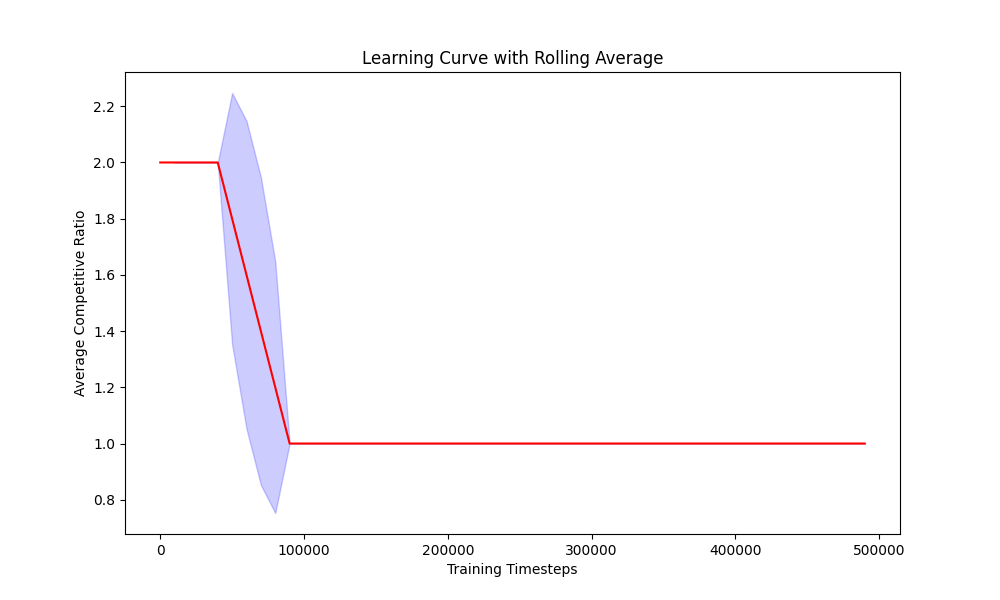 Learning Curve with Rolling Average
Average Competitive Ratio
2.2
2.0
1.8
1.6
1.4
1.2
1.0
0.8
0 100000 200000 300000 400000 500000
Training Timesteps